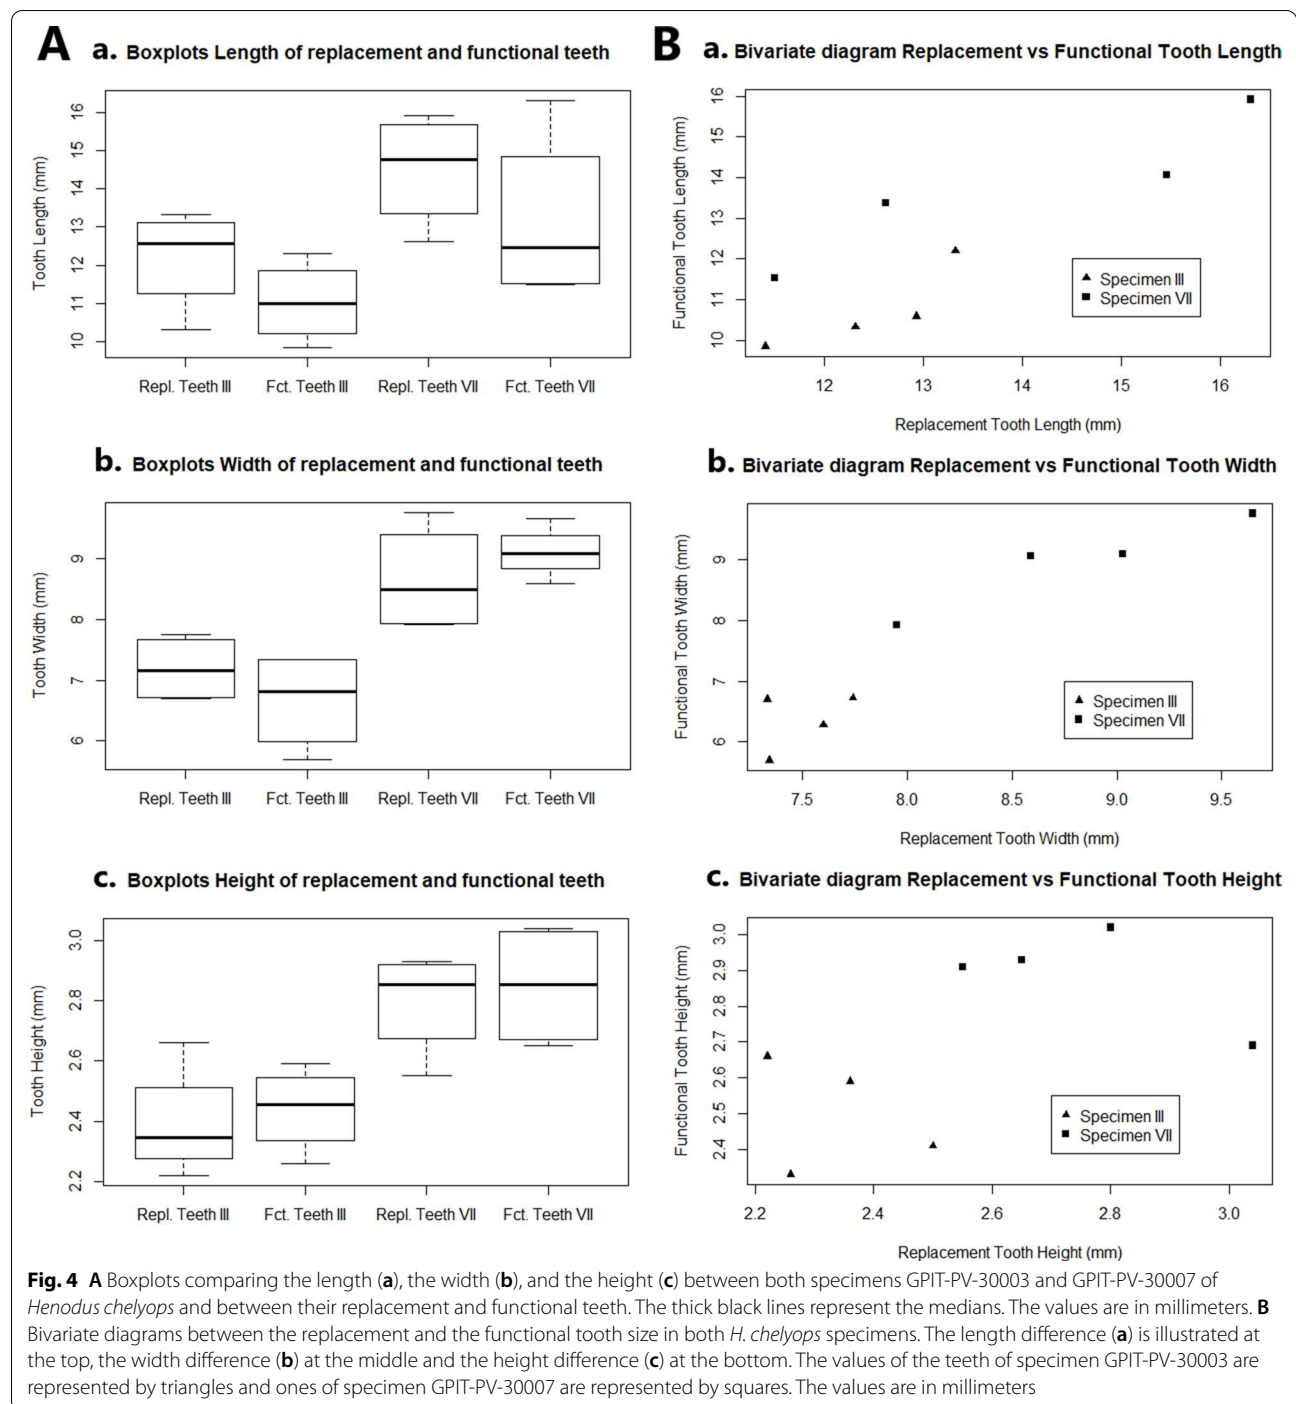 A a. Boxplots Length of replacement and functional teeth
Tooth Length (mm)
16
15
14
13
12
11
10
Repl. Teeth III Fct. Teeth III Repl. Teeth VII Fct. Teeth VII
b. Boxplots Width of replacement and functional teeth
Tooth Width (mm)
9
8
7
6
Repl. Teeth III Fct. Teeth III Repl. Teeth VII Fct. Teeth VII
c. Boxplots Height of replacement and functional teeth
Tooth Height (mm)
3.0
2.8
2.6
2.4
2.2
Repl. Teeth III Fct. Teeth III Repl. Teeth VII Fct. Teeth VII
B a. Bivariate diagram Replacement vs Functional Tooth Length
Functional Tooth Length (mm)
16
15
14
13
12
11
10
Specimen III
Specimen VII
12 13 14 15 16
Replacement Tooth Length (mm)
b. Bivariate diagram Replacement vs Functional Tooth Width
Functional Tooth Width (mm)
9
8
7
6
Specimen III
Specimen VII
7.5 8.0 8.5 9.0 9.5
Replacement Tooth Width (mm)
c. Bivariate diagram Replacement vs Functional Tooth Height
Functional Tooth Height (mm)
3.0
2.9
2.8
2.7
2.6
2.5
2.4
Specimen III
Specimen VII
2.2 2.4 2.6 2.8 3.0
Replacement Tooth Height (mm)
Fig. 4 A Boxplots comparing the length (a), the width (b), and the height (c) between both specimens GPIT-PV-30003 and GPIT-PV-30007 of
Henodus chelyops and between their replacement and functional teeth. The thick black lines represent the medians. The values are in millimeters. B
Bivariate diagrams between the replacement and the functional tooth size in both H. chelyops specimens. The length difference (a) is illustrated at
the top, the width difference (b) at the middle and the height difference (c) at the bottom. The values of the teeth of specimen GPIT-PV-30003 are
represented by triangles and ones of specimen GPIT-PV-30007 are represented by squares. The values are in millimeters